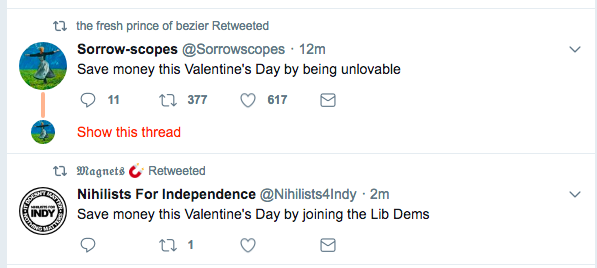 the fresh prince of bezier Retweeted
Sorrow-scopes @Sorrowscopes · 12m
Save money this Valentine's Day by being unlovable
11 377 617
Show this thread
𝔐𝔞𝔤𝔫𝔢𝔱𝔰 Retweeted
Nihilists For Independence @Nihilists4Indy · 2m
Save money this Valentine's Day by joining the Lib Dems
1
NIHILISTS FOR
INDY